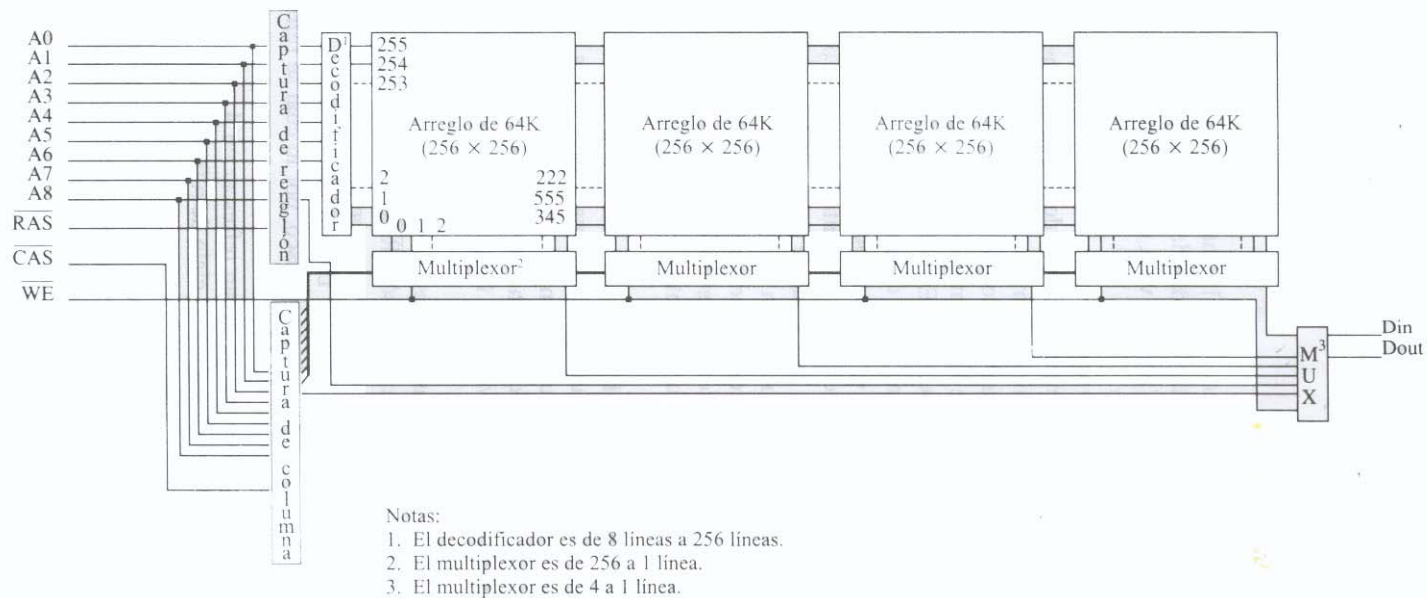 A0
A1
A2
A3
A4
A5
A6
A7
A8
RAS
CAS
WE
Captura de renglón
Decodificador¹
255
254
253
2
1
0
0 1 2
222
555
345
Arreglo de 64K
(256 × 256)
Arreglo de 64K
(256 × 256)
Arreglo de 64K
(256 × 256)
Arreglo de 64K
(256 × 256)
Multiplexor²
Multiplexor
Multiplexor
Multiplexor
Captura de columna
MUX³
Din
Dout
Notas:
1. El decodificador es de 8 líneas a 256 líneas.
2. El multiplexor es de 256 a 1 línea.
3. El multiplexor es de 4 a 1 línea.